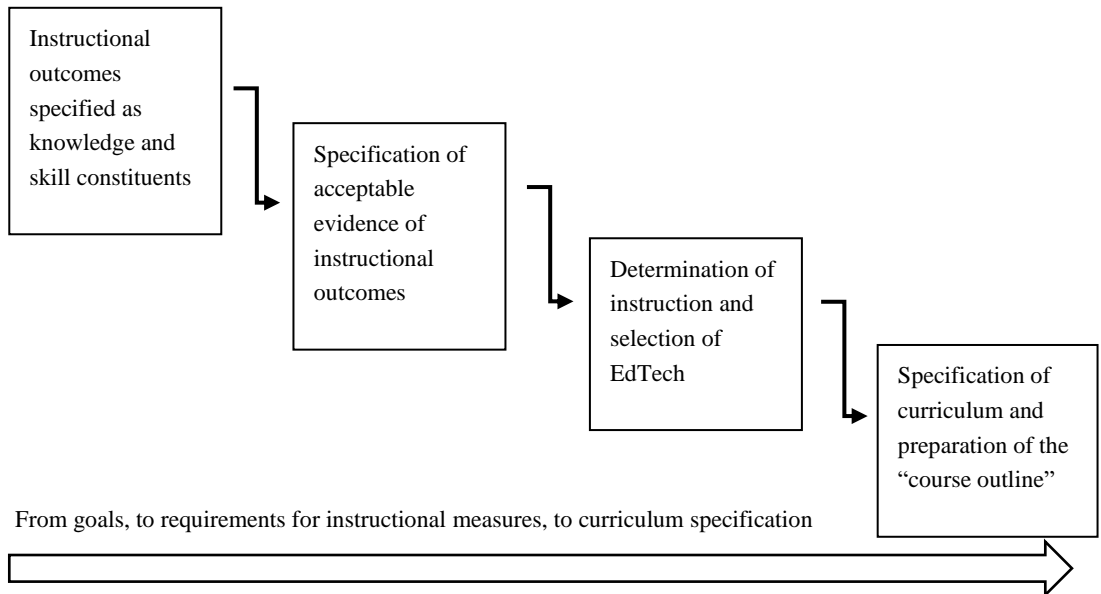 Instructional
outcomes
specified as
knowledge and
skill constituents
Specification of
acceptable
evidence of
instructional
outcomes
Determination of
instruction and
selection of
EdTech
Specification of
curriculum and
preparation of the
“course outline”
From goals, to requirements for instructional measures, to curriculum specification